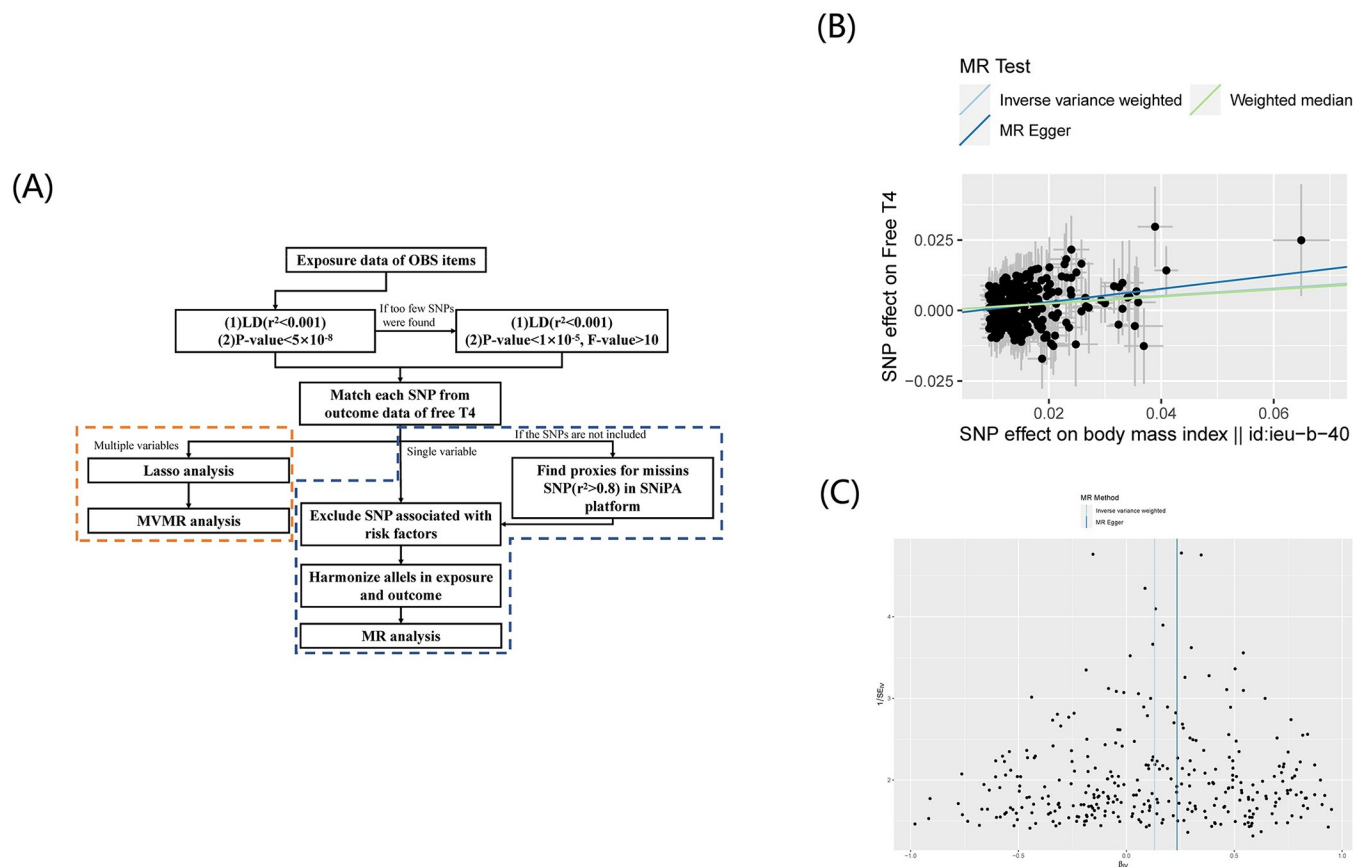 (A)
Exposure data of OBS items
(1)LD(r²<0.001)
(2)P-value<5×10⁻⁸
If too few SNPs
were found
(1)LD(r²<0.001)
(2)P-value<1×10⁻⁵, F-value>10
Match each SNP from
outcome data of free T4
Multiple variables
Single variable
If the SNPs are not included
Lasso analysis
MVMR analysis
Find proxies for missins
SNP(r²>0.8) in SNiPA
platform
Exclude SNP associated with
risk factors
Harmonize allels in exposure
and outcome
MR analysis
(B)
MR Test
Inverse variance weighted
Weighted median
MR Egger
SNP effect on Free T4
0.025
0.000
−0.025
0.02
0.04
0.06
SNP effect on body mass index || id:ieu−b−40
(C)
MR Method
Inverse variance weighted
MR Egger
1/SE_IV
4
3
2
−1.0
−0.5
0.0
0.5
1.0
β_IV